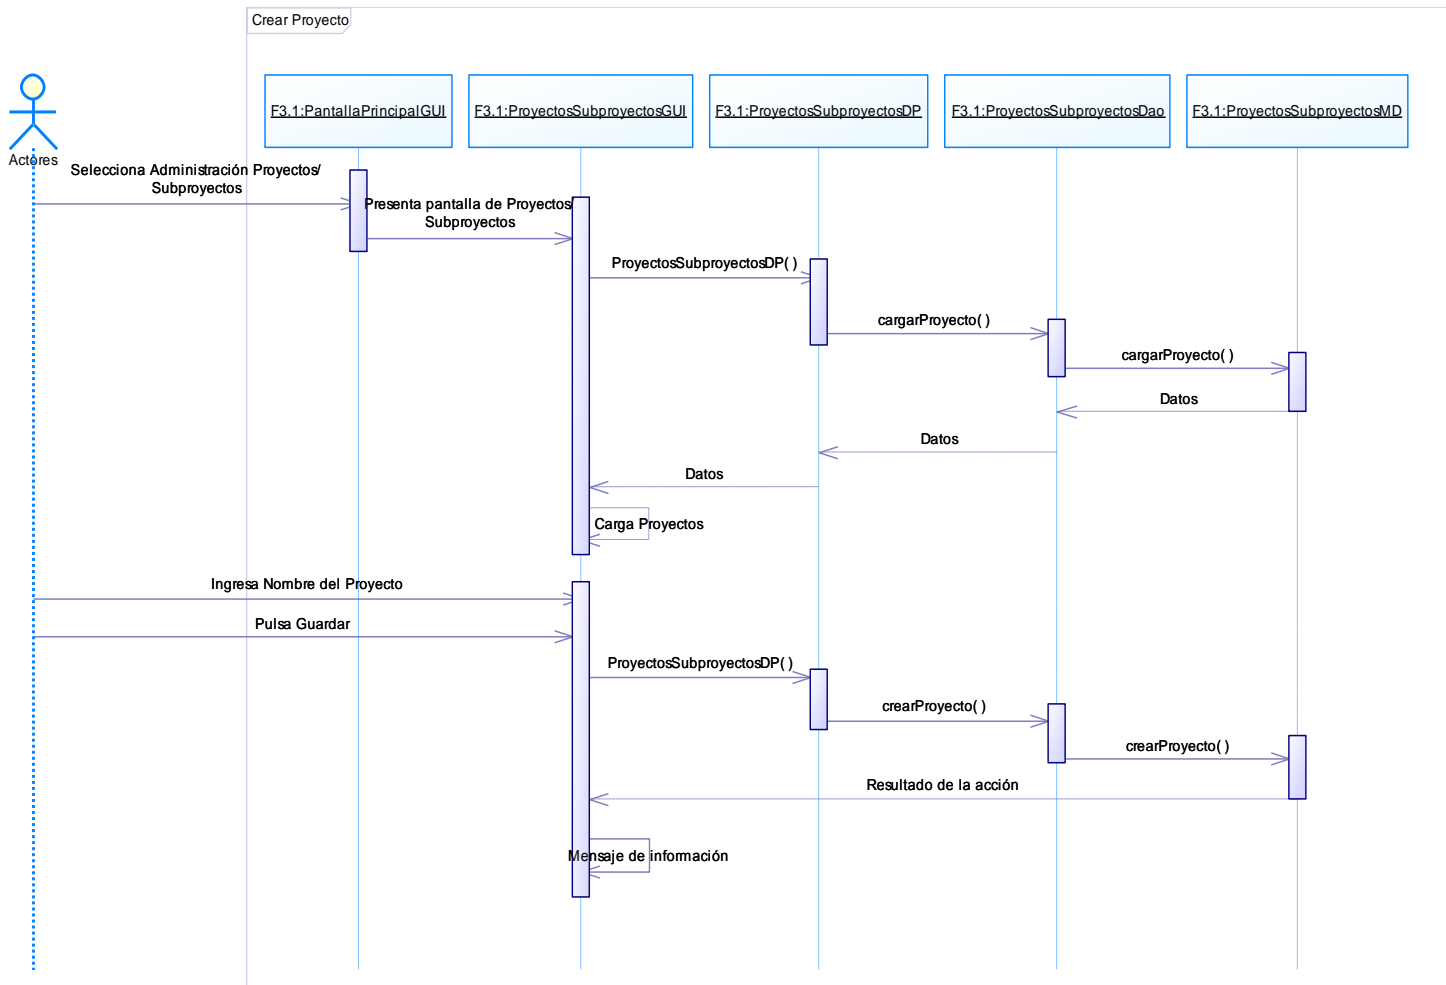 Crear Proyecto
F3.1:PantallaPrincipalGUI
F3.1:ProyectosSubproyectosGUI
F3.1:ProyectosSubproyectosDP
F3.1:ProyectosSubproyectosDao
F3.1:ProyectosSubproyectosMD
Actores
Selecciona Administración Proyectos/
Subproyectos
Presenta pantalla de Proyectos
Subproyectos
ProyectosSubproyectosDP( )
cargarProyecto( )
cargarProyecto( )
Datos
Datos
Datos
Carga Proyectos
Ingresa Nombre del Proyecto
Pulsa Guardar
ProyectosSubproyectosDP( )
crearProyecto( )
crearProyecto( )
Resultado de la acción
Mensaje de información